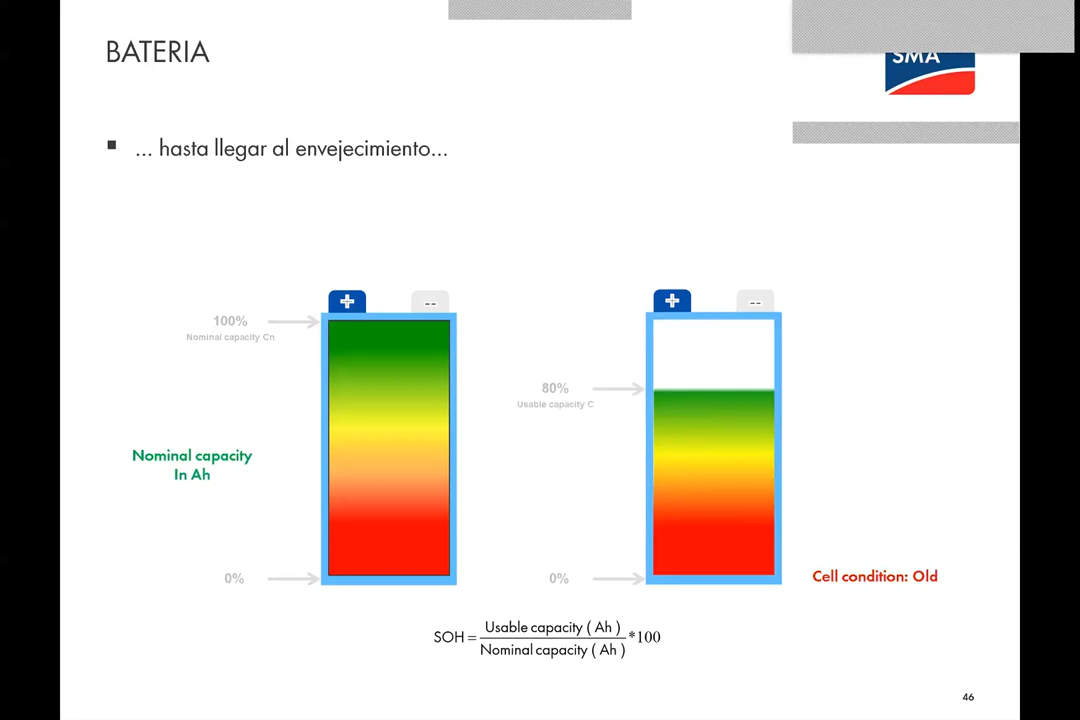 BATERIA
SMA
▪ ... hasta llegar al envejecimiento...
+ --
100%
Nominal capacity Cn
Nominal capacity
In Ah
0%
+ --
80%
Usable capacity C
0%
Cell condition: Old
SOH = Usable capacity ( Ah ) / Nominal capacity ( Ah ) *100
46